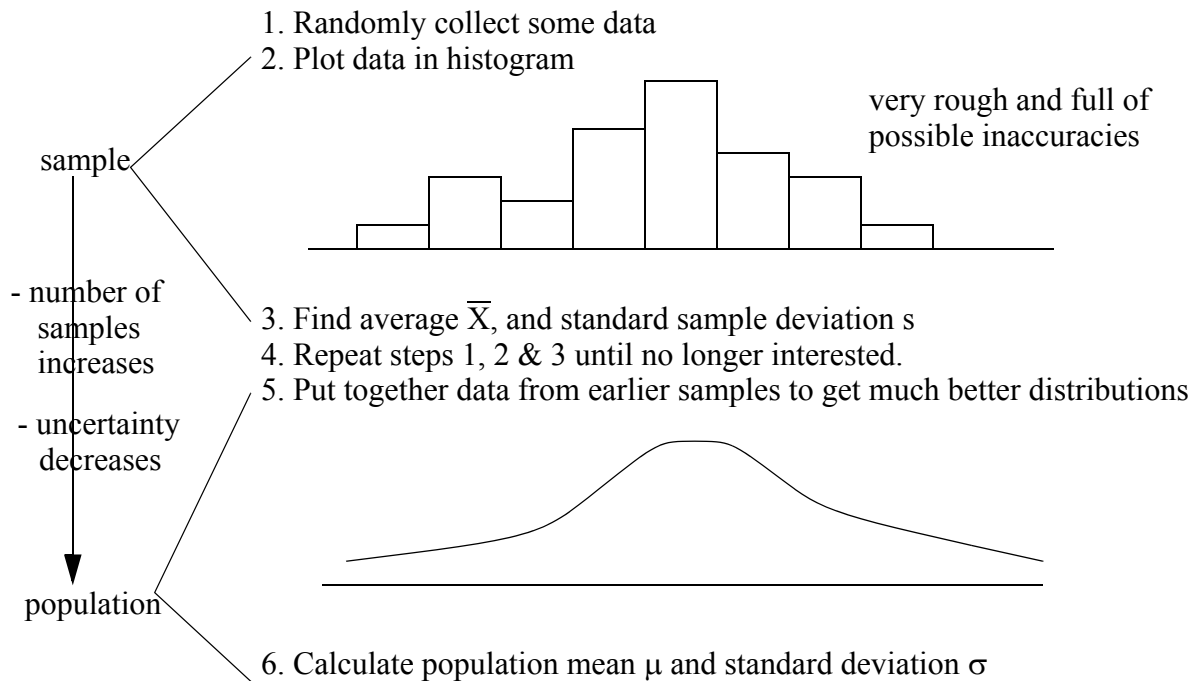 1. Randomly collect some data
2. Plot data in histogram
very rough and full of
possible inaccuracies
sample
- number of
samples
increases
- uncertainty
decreases
3. Find average X̅, and standard sample deviation s
4. Repeat steps 1, 2 & 3 until no longer interested.
5. Put together data from earlier samples to get much better distributions
population
6. Calculate population mean μ and standard deviation σ